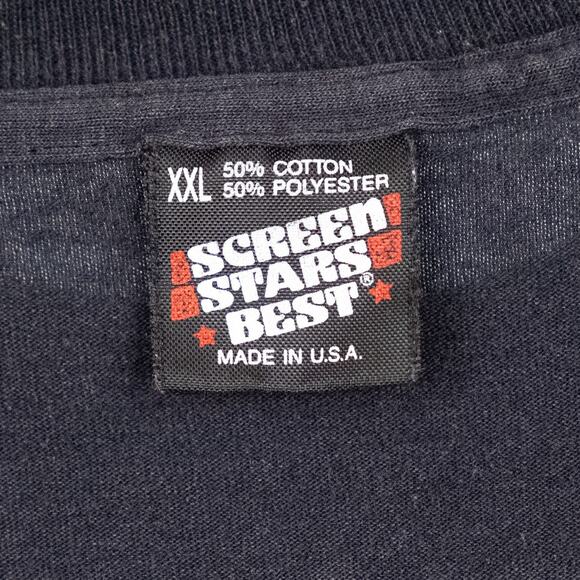 XXL 50% COTTON
50% POLYESTER
SCREEN
STARS
BEST®
MADE IN U.S.A.